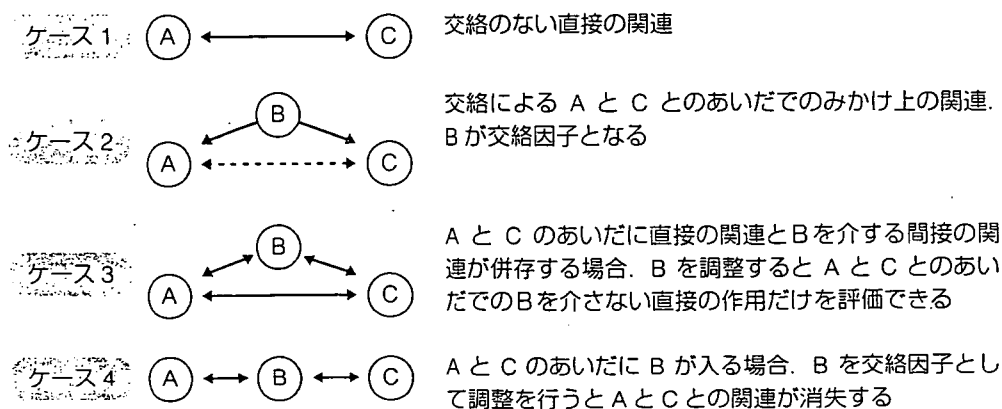 ケース1 A C 交絡のない直接の関連
B
交絡による A と C とのあいだでのみかけ上の関連.
ケース2 A C B が交絡因子となる
B
A と C のあいだに直接の関連とBを介する間接の関
連が併存する場合. B を調整すると A と C とのあい
ケース3 A C だでのBを介さない直接の作用だけを評価できる
ケース4 A B C A と C のあいだに B が入る場合. B を交絡因子とし
て調整を行うと A と C との関連が消失する